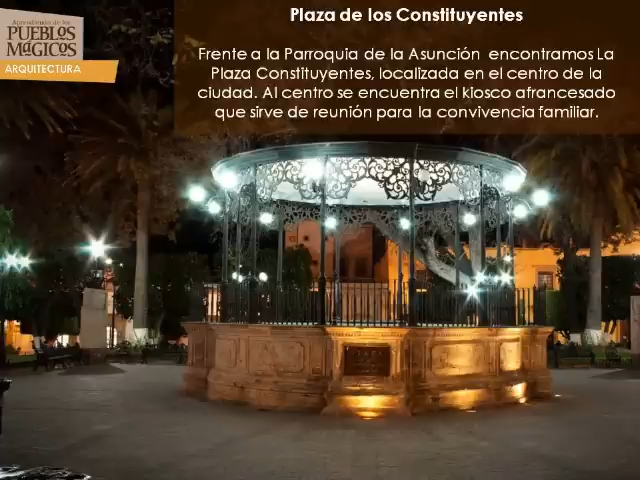 Aprendiendo de los
PUEBLOS
MÁGICOS
ARQUITECTURA
Plaza de los Constituyentes
Frente a la Parroquia de la Asunción encontramos La
Plaza Constituyentes, localizada en el centro de la
ciudad. Al centro se encuentra el kiosco afrancesado
que sirve de reunión para la convivencia familiar.